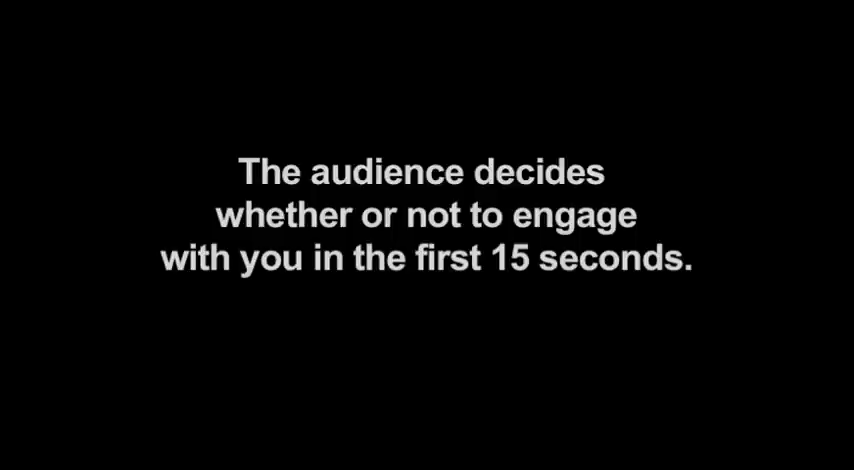 The audience decides
whether or not to engage
with you in the first 15 seconds.